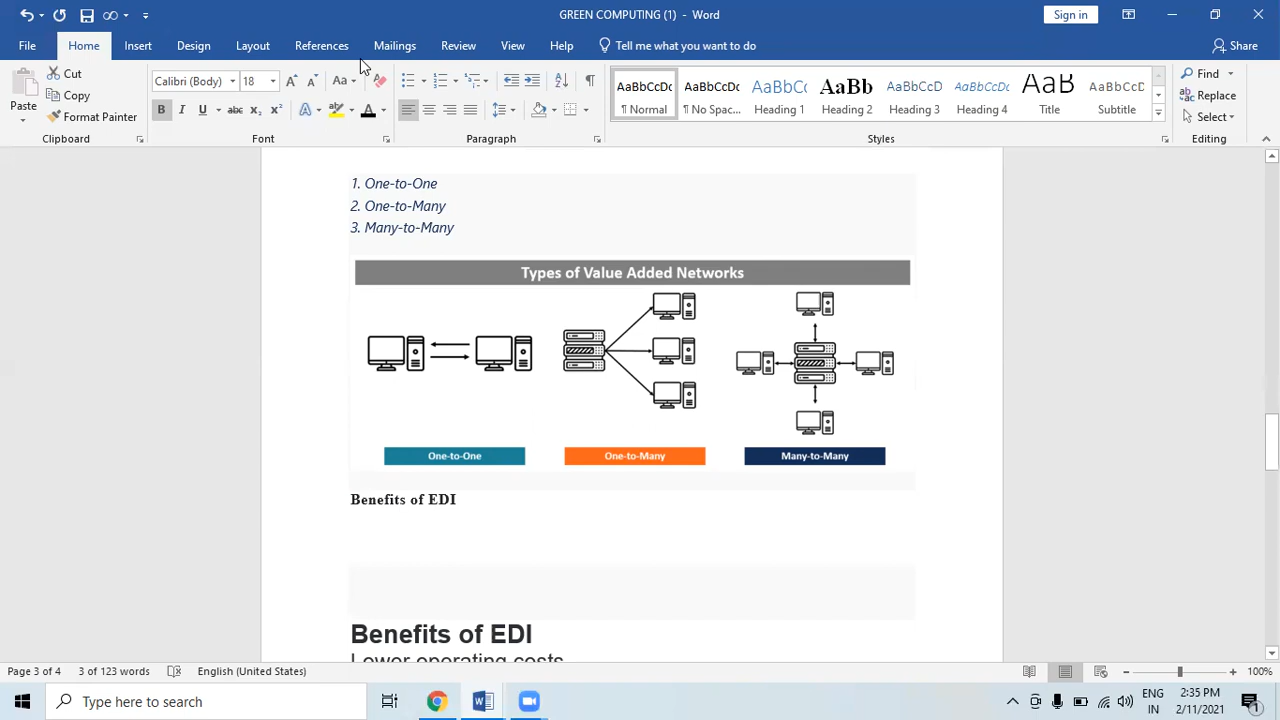 GREEN COMPUTING (1) - Word
Sign in
File Home Insert Design Layout References Mailings Review View Help Tell me what you want to do Share
Paste
Cut
Copy
Format Painter
Clipboard
Calibri (Body) 18
Font
Paragraph
AaBbCcDc ¶ Normal
AaBbCcDc ¶ No Spac...
AaBbCc Heading 1
AaBb Heading 2
AaBbCcDc Heading 3
AaBbCcDc Heading 4
AaB Title
AaBbCcD Subtitle
Styles
Find
Replace
Select
Editing
1. One-to-One
2. One-to-Many
3. Many-to-Many
Types of Value Added Networks
One-to-One One-to-Many Many-to-Many
Benefits of EDI
Benefits of EDI
Lower operating costs
Page 3 of 4 3 of 123 words English (United States) 100%
Type here to search
ENG
IN
2:35 PM
2/11/2021